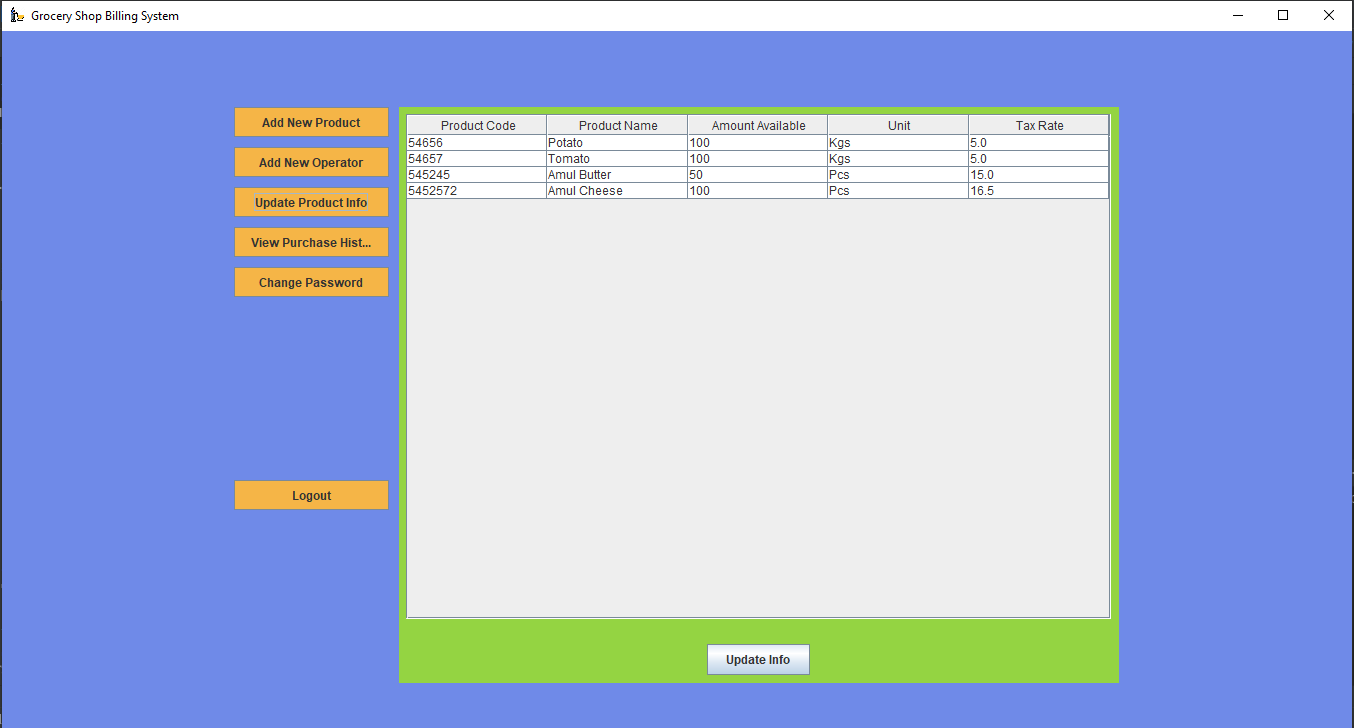 Grocery Shop Billing System
Add New Product
Add New Operator
Update Product Info
View Purchase Hist...
Change Password
Logout
Product Code Product Name Amount Available Unit Tax Rate
54656 Potato 100 Kgs 5.0
54657 Tomato 100 Kgs 5.0
545245 Amul Butter 50 Pcs 15.0
5452572 Amul Cheese 100 Pcs 16.5
Update Info